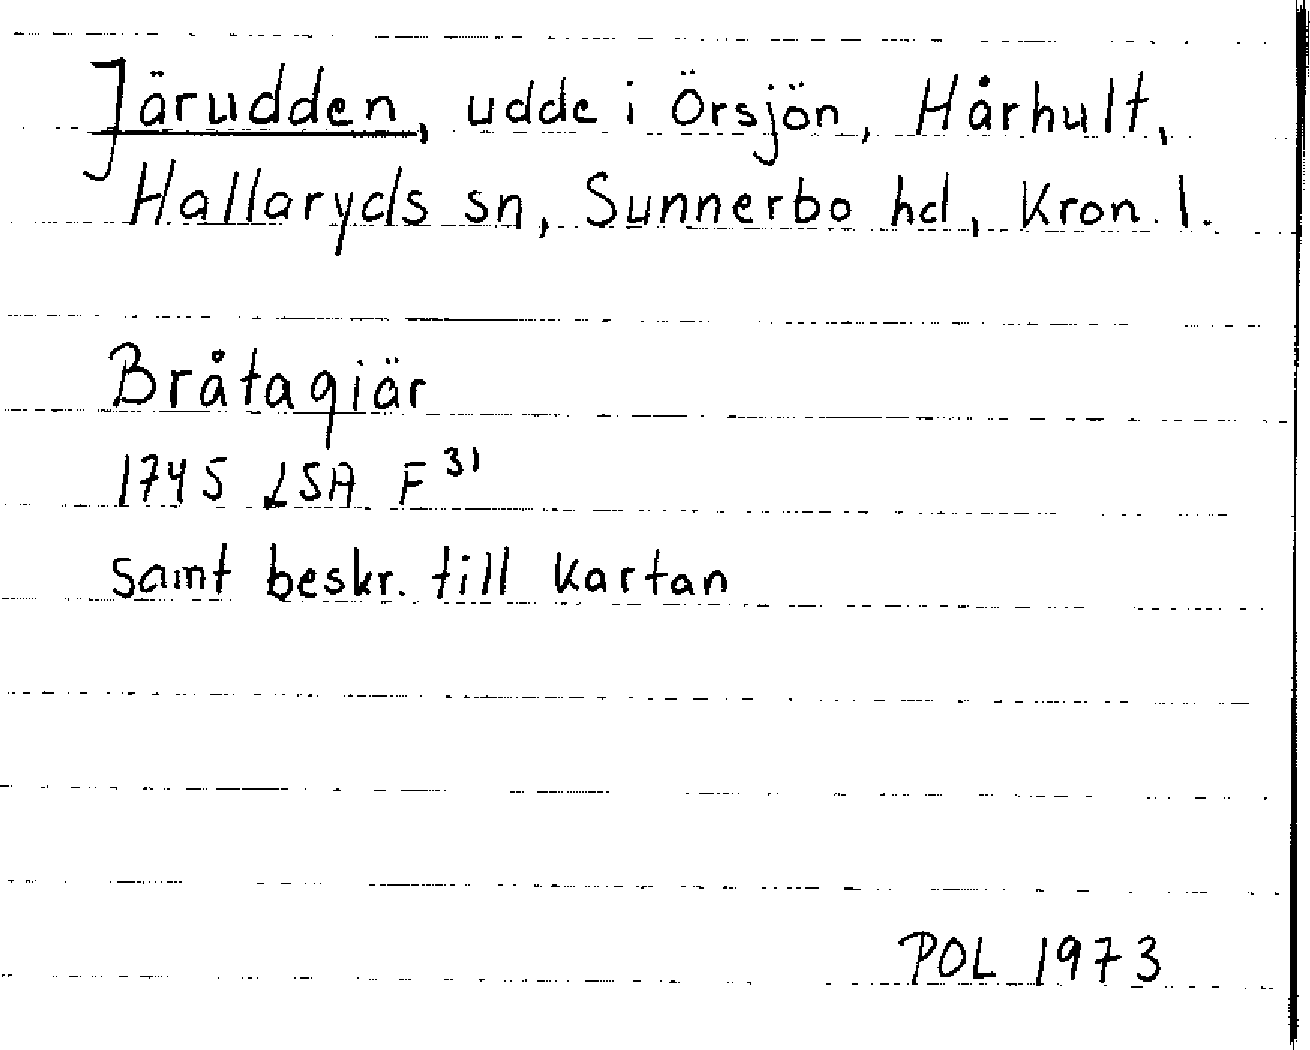 Järudden, udde i Örsjön, Hårhult,
Hallaryds sn, Sunnerbo hd, Kron. l.
Bråtagiär
1745 LSA F 31
samt beskr. till kartan
POL 1973